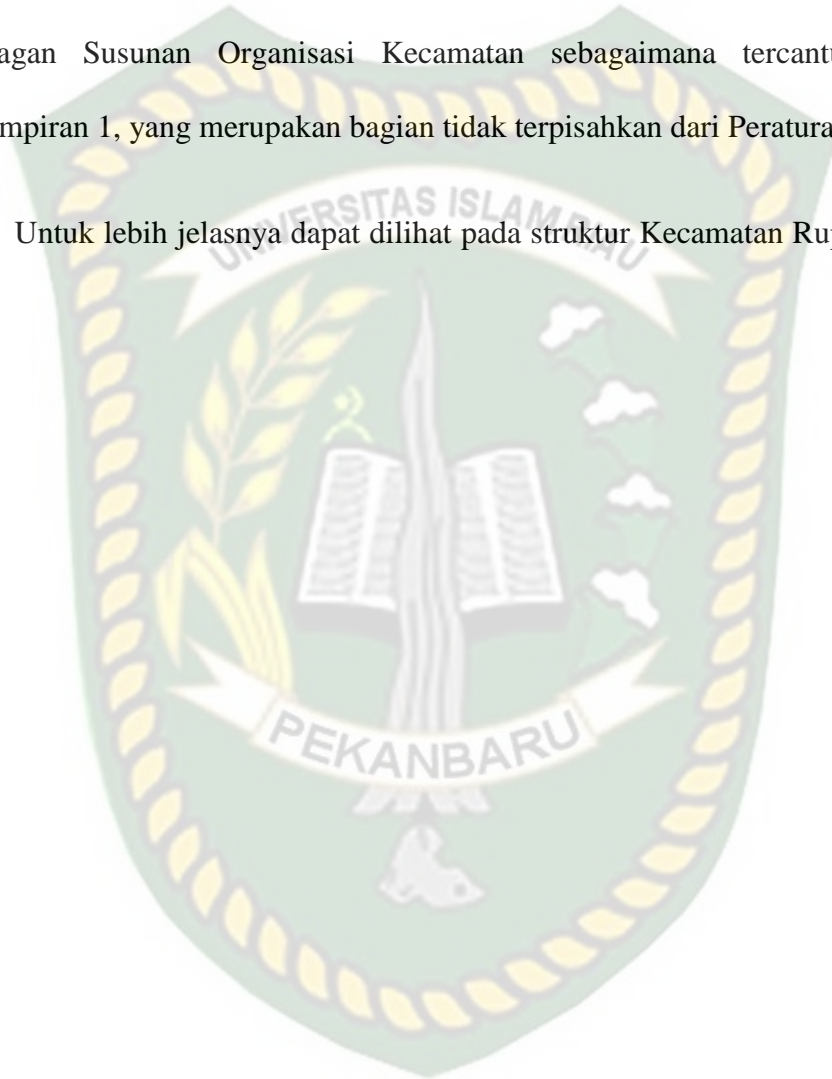 agan Susunan Organisasi Kecamatan sebagaimana tercantu
mpiran 1, yang merupakan bagian tidak terpisahkan dari Peratura
Untuk lebih jelasnya dapat dilihat pada struktur Kecamatan Rup
UNIVERSITAS ISLAM RIAU
PEKANBARU